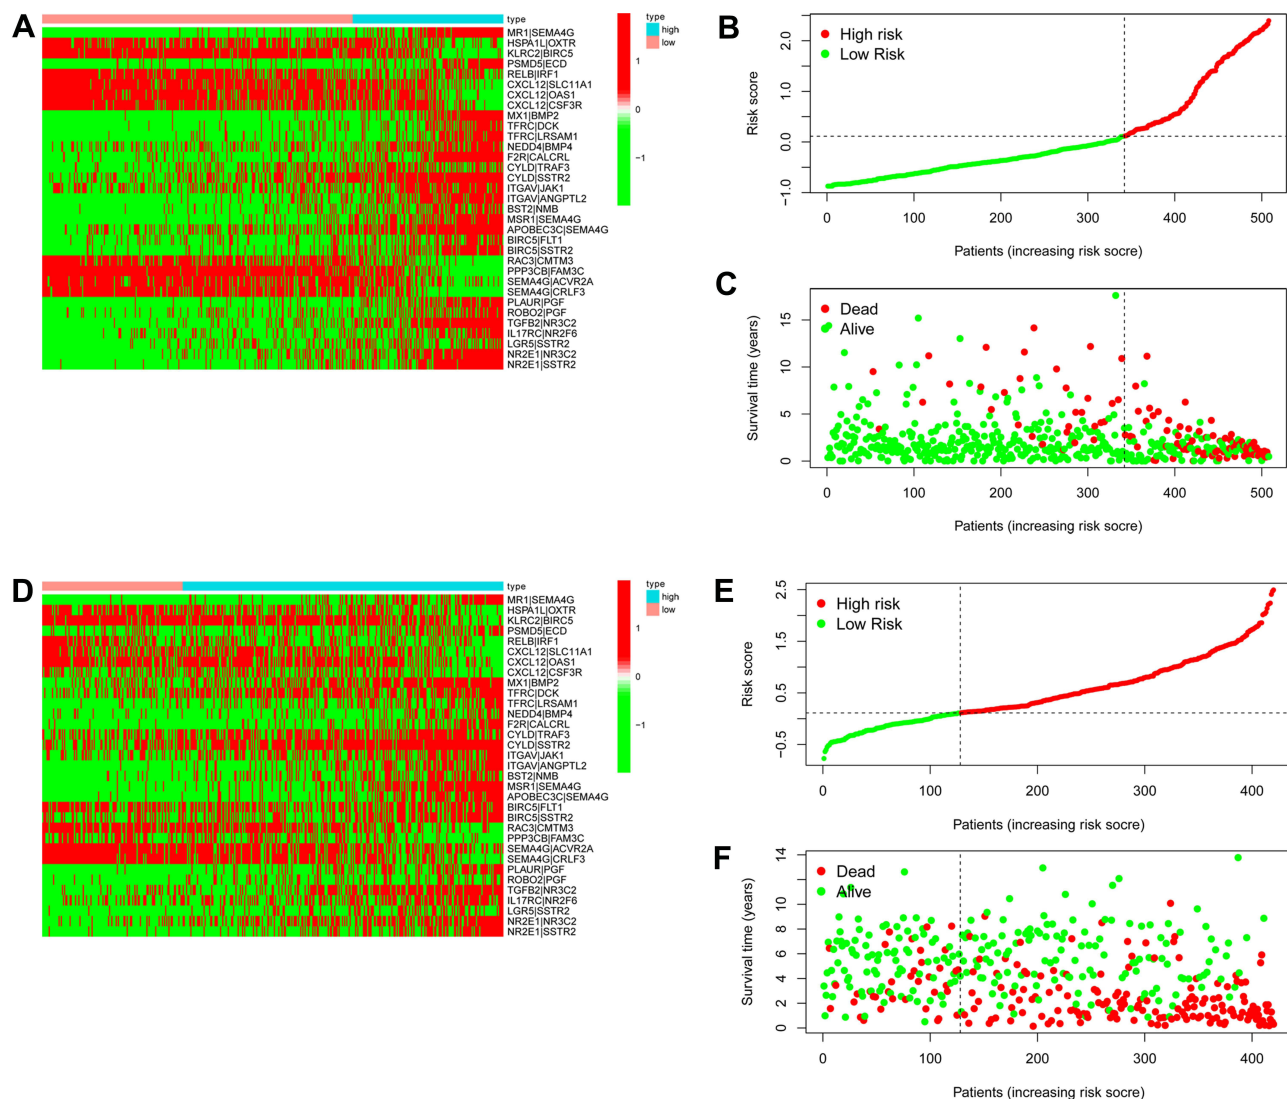 A
type
type
high
low
1
0
−1
MR1|SEMA4G
HSPA1L|OXTR
KLRC2|BIRC5
PSMD5|ECD
RELB|IRF1
CXCL12|SLC11A1
CXCL12|OAS1
CXCL12|CSF3R
MX1|BMP2
TFRC|DCK
TFRC|LRSAM1
NEDD4|BMP4
F2R|CALCRL
CYLD|TRAF3
CYLD|SSTR2
ITGAV|JAK1
ITGAV|ANGPTL2
BST2|NMB
MSR1|SEMA4G
APOBEC3C|SEMA4G
BIRC5|FLT1
BIRC5|SSTR2
RAC3|CMTM3
PPP3CB|FAM3C
SEMA4G|ACVR2A
SEMA4G|CRLF3
PLAUR|PGF
ROBO2|PGF
TGFB2|NR3C2
IL17RC|NR2F6
LGR5|SSTR2
NR2E1|NR3C2
NR2E1|SSTR2
B
High risk
Low Risk
Risk score
2.0
1.0
0.0
−1.0
0 100 200 300 400 500
Patients (increasing risk socre)
C
Dead
Alive
Survival time (years)
15
10
5
0
0 100 200 300 400 500
Patients (increasing risk socre)
D
type
type
high
low
1
0
−1
MR1|SEMA4G
HSPA1L|OXTR
KLRC2|BIRC5
PSMD5|ECD
RELB|IRF1
CXCL12|SLC11A1
CXCL12|OAS1
CXCL12|CSF3R
MX1|BMP2
TFRC|DCK
TFRC|LRSAM1
NEDD4|BMP4
F2R|CALCRL
CYLD|TRAF3
CYLD|SSTR2
ITGAV|JAK1
ITGAV|ANGPTL2
BST2|NMB
MSR1|SEMA4G
APOBEC3C|SEMA4G
BIRC5|FLT1
BIRC5|SSTR2
RAC3|CMTM3
PPP3CB|FAM3C
SEMA4G|ACVR2A
SEMA4G|CRLF3
PLAUR|PGF
ROBO2|PGF
TGFB2|NR3C2
IL17RC|NR2F6
LGR5|SSTR2
NR2E1|NR3C2
NR2E1|SSTR2
E
High risk
Low Risk
Risk score
2.5
1.5
0.5
−0.5
0 100 200 300 400
Patients (increasing risk socre)
F
Dead
Alive
Survival time (years)
14
10
8
6
4
2
0
0 100 200 300 400
Patients (increasing risk socre)